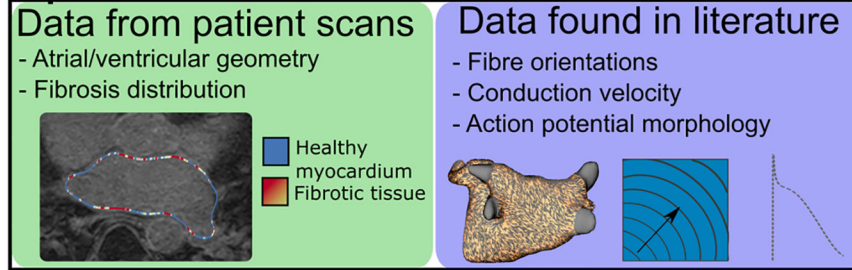 Data from patient scans
- Atrial/ventricular geometry
- Fibrosis distribution
Healthy
myocardium
Fibrotic tissue
Data found in literature
- Fibre orientations
- Conduction velocity
- Action potential morphology